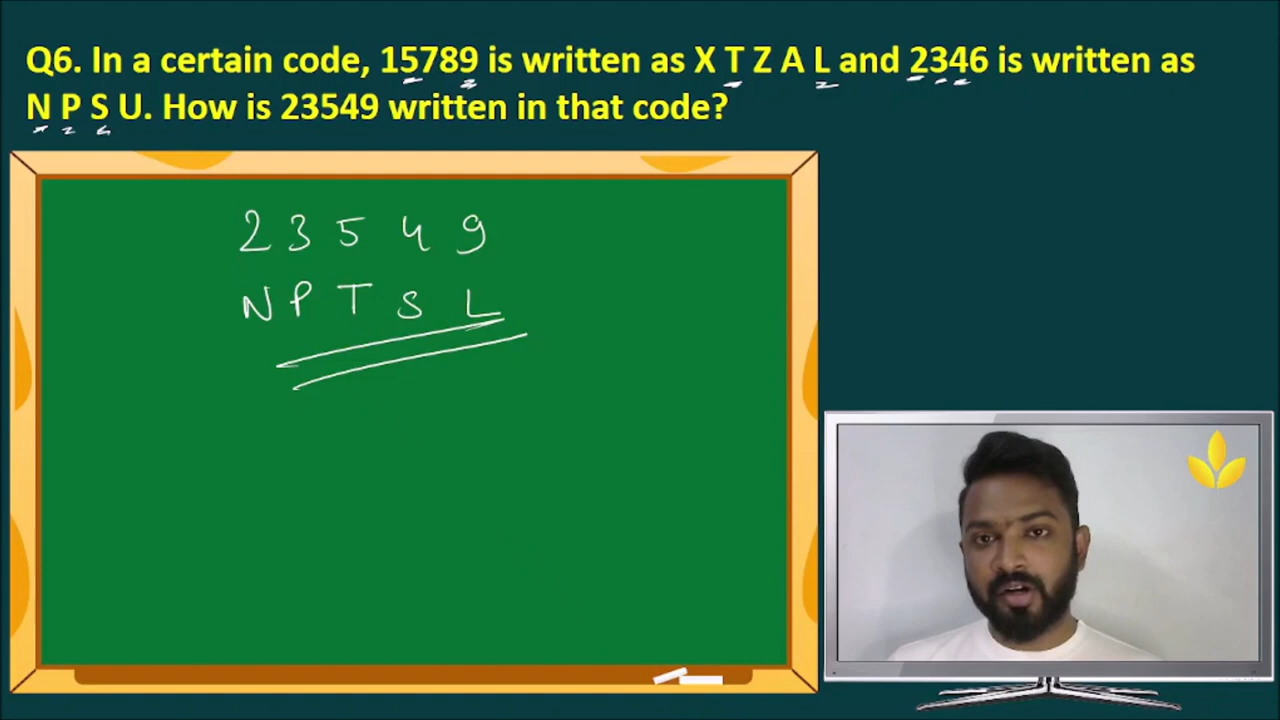 Q6. In a certain code, 15789 is written as X T Z A L and 2346 is written as
N P S U. How is 23549 written in that code?
2 3 5 4 9
N P T S L